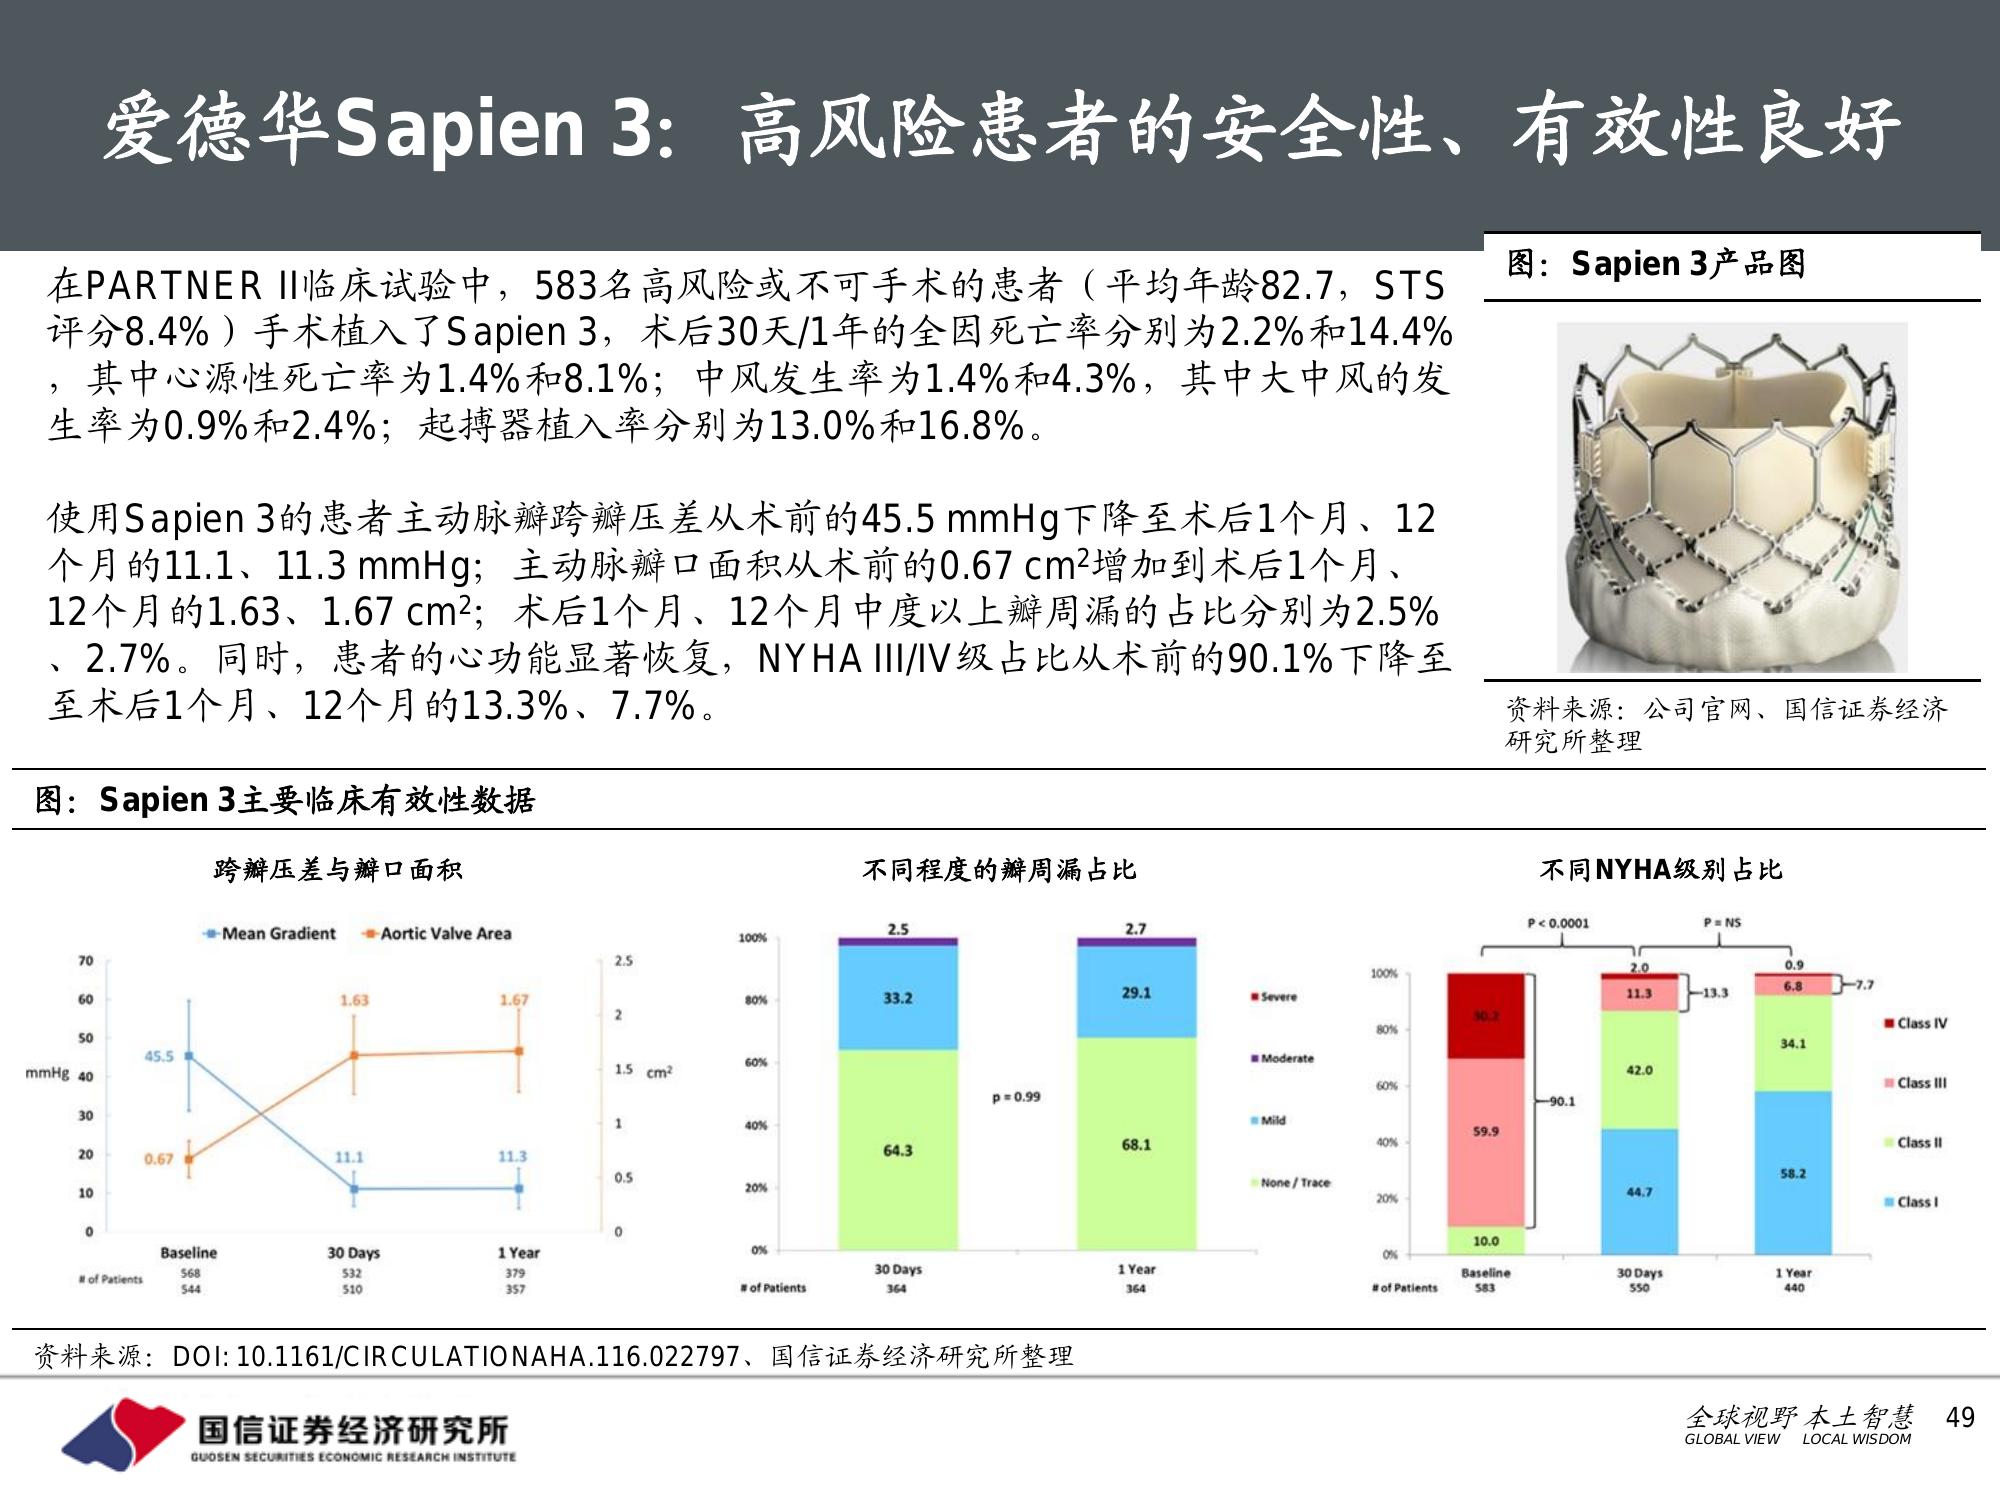 爱德华Sapien 3：高风险患者的安全性、有效性良好
在PARTNER II临床试验中，583名高风险或不可手术的患者（平均年龄82.7，STS
评分8.4%）手术植入了Sapien 3，术后30天/1年的全因死亡率分别为2.2%和14.4%
，其中心源性死亡率为1.4%和8.1%；中风发生率为1.4%和4.3%，其中大中风的发
生率为0.9%和2.4%；起搏器植入率分别为13.0%和16.8%。
使用Sapien 3的患者主动脉瓣跨瓣压差从术前的45.5 mmHg下降至术后1个月、12
个月的11.1、11.3 mmHg；主动脉瓣口面积从术前的0.67 cm²增加到术后1个月、
12个月的1.63、1.67 cm²；术后1个月、12个月中度以上瓣周漏的占比分别为2.5%
、2.7%。同时，患者的心功能显著恢复，NYHA III/IV级占比从术前的90.1%下降至
至术后1个月、12个月的13.3%、7.7%。
图：Sapien 3产品图
资料来源：公司官网、国信证券经济
研究所整理
图：Sapien 3主要临床有效性数据
跨瓣压差与瓣口面积
Mean Gradient Aortic Valve Area
70 2.5
60
50 2
mmHg 40 1.5 cm²
30 1
20
10 0.5
0 0
45.5 11.1 11.3
0.67 1.63 1.67
Baseline 30 Days 1 Year
# of Patients 568 532 379
544 510 357
不同程度的瓣周漏占比
100%
80%
60%
40%
20%
0%
2.5 2.7
33.2 29.1
64.3 68.1
p = 0.99
Severe
Moderate
Mild
None / Trace
30 Days 1 Year
# of Patients 364 364
不同NYHA级别占比
P < 0.0001 P = NS
100%
80%
60%
40%
20%
0%
30.2
59.9
10.0
90.1
2.0
11.3
42.0
44.7
13.3
0.9
6.8
34.1
58.2
7.7
Class IV
Class III
Class II
Class I
Baseline 30 Days 1 Year
# of Patients 583 550 440
资料来源：DOI: 10.1161/CIRCULATIONAHA.116.022797、国信证券经济研究所整理
国信证券经济研究所
GUOSEN SECURITIES ECONOMIC RESEARCH INSTITUTE
全球视野 本土智慧
GLOBAL VIEW LOCAL WISDOM
49